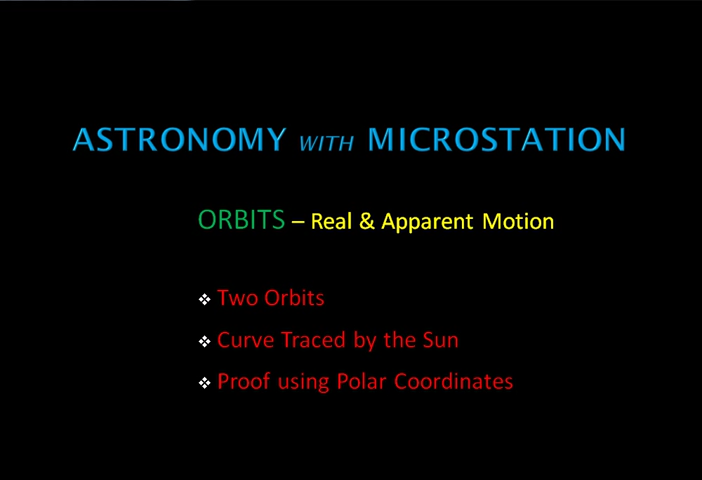 ASTRONOMY WITH MICROSTATION
ORBITS – Real & Apparent Motion
❖ Two Orbits
❖ Curve Traced by the Sun
❖ Proof using Polar Coordinates